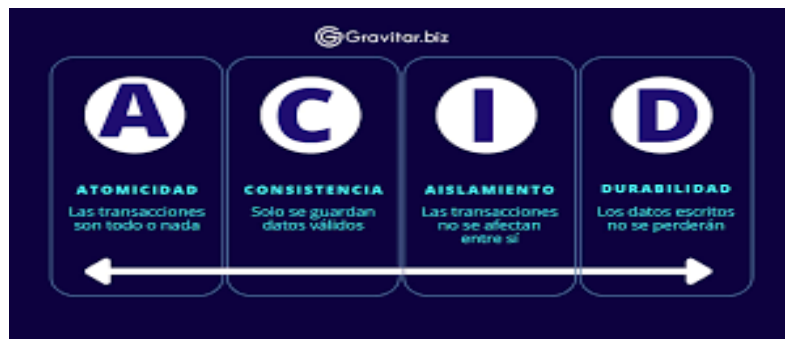 Gravitar.biz
A
ATOMICIDAD
Las transacciones
son todo o nada
C
CONSISTENCIA
Solo se guardan
datos válidos
I
AISLAMIENTO
Las transacciones
no se afectan
entre sí
D
DURABILIDAD
Los datos escritos
no se perderán